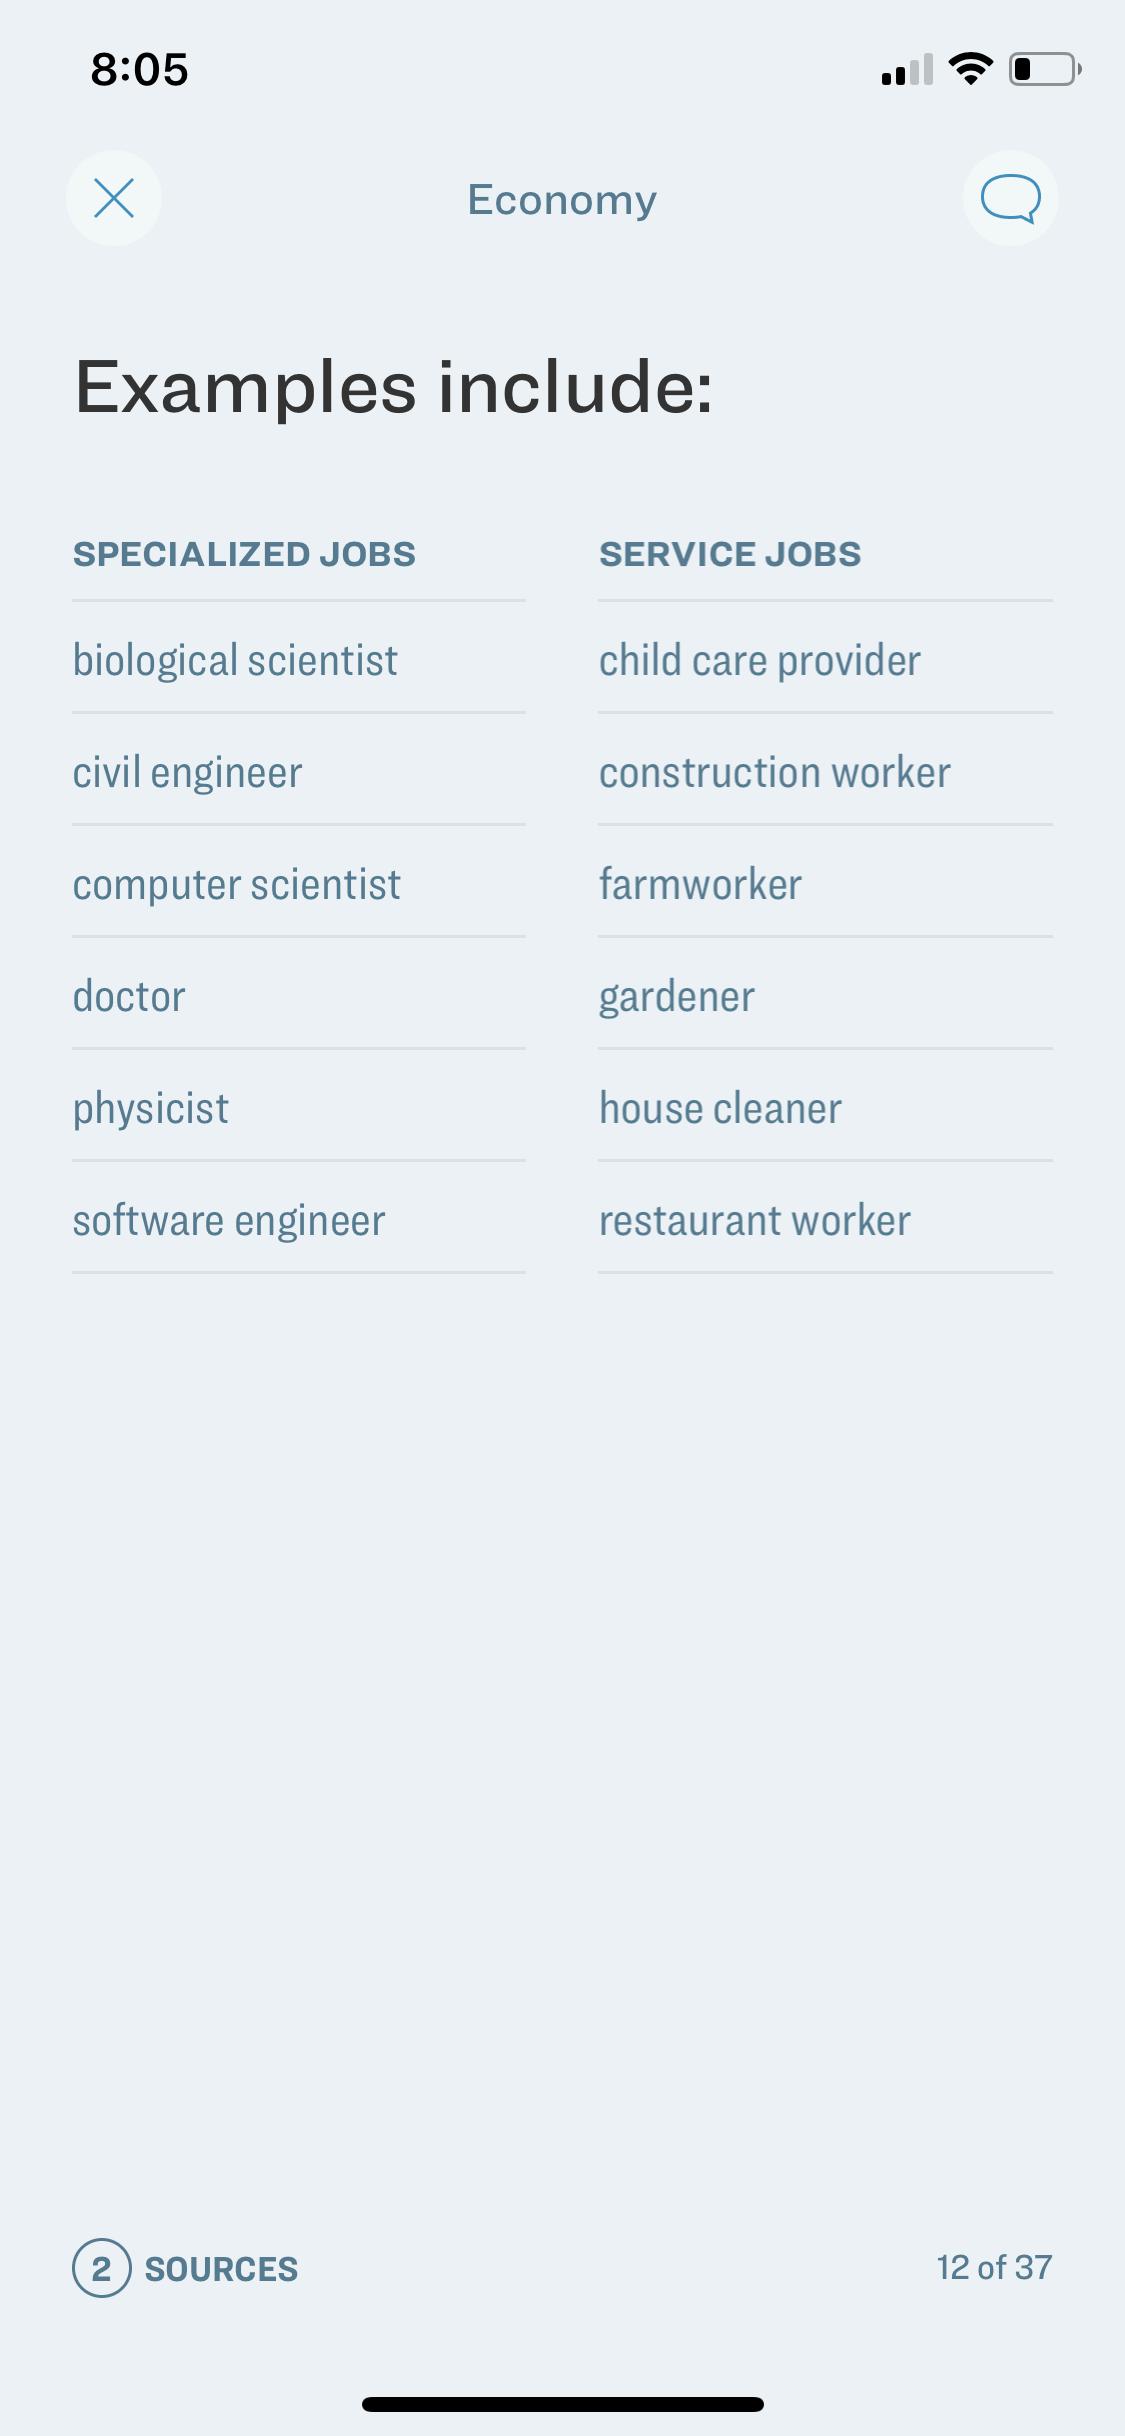 8:05
Economy
Examples include:
SPECIALIZED JOBS
biological scientist
civil engineer
computer scientist
doctor
physicist
software engineer
SERVICE JOBS
child care provider
construction worker
farmworker
gardener
house cleaner
restaurant worker
2 SOURCES
12 of 37